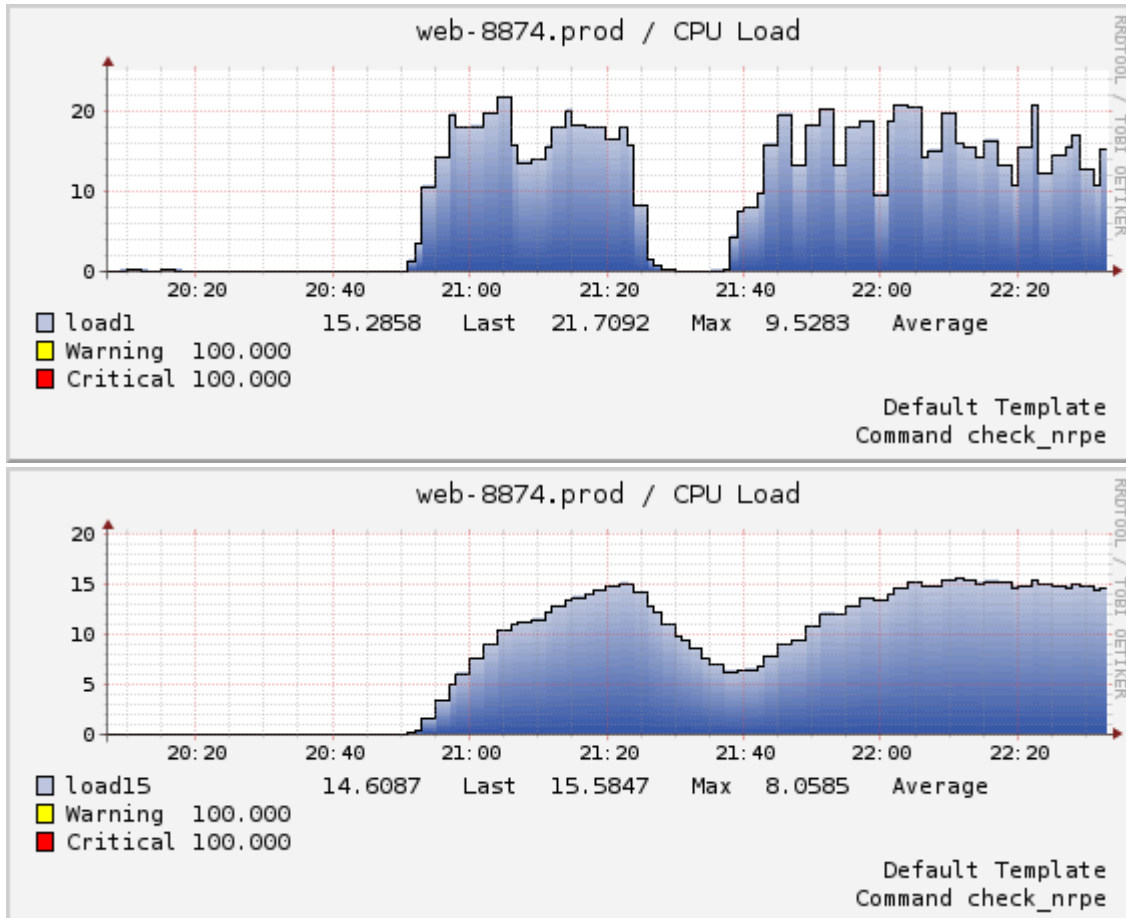 web-8874.prod / CPU Load
RRDTOOL / TOBI OETIKER
20
10
0
20:20 20:40 21:00 21:20 21:40 22:00 22:20
load1 15.2858 Last 21.7092 Max 9.5283 Average
Warning 100.000
Critical 100.000
Default Template
Command check_nrpe
web-8874.prod / CPU Load
RRDTOOL / TOBI OETIKER
20
15
10
5
0
20:20 20:40 21:00 21:20 21:40 22:00 22:20
load15 14.6087 Last 15.5847 Max 8.0585 Average
Warning 100.000
Critical 100.000
Default Template
Command check_nrpe